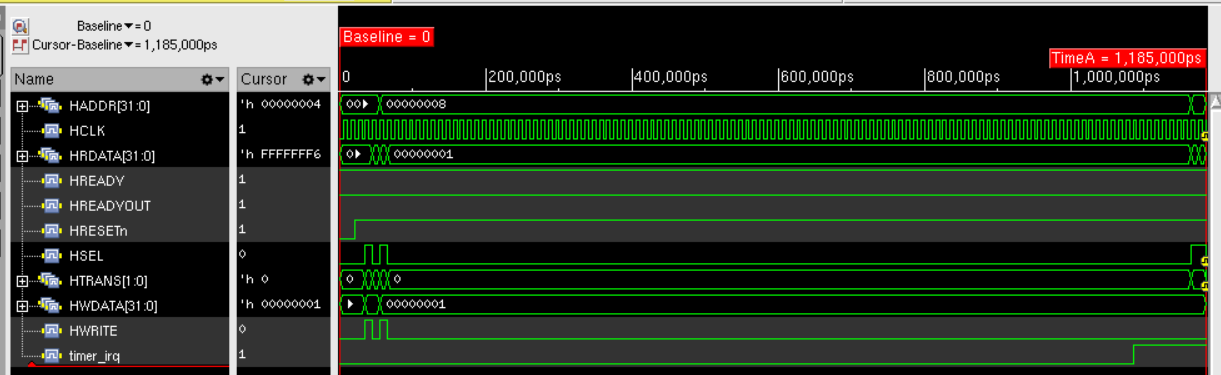 Baseline▼= 0
Cursor-Baseline▼= 1,185,000ps
Baseline = 0
TimeA = 1,185,000ps
Name Cursor 0 200,000ps 400,000ps 600,000ps 800,000ps 1,000,000ps
HADDR[31:0] 'h 00000004 00 00000008
HCLK 1
HRDATA[31:0] 'h FFFFFFF6 0 00000001
HREADY 1
HREADYOUT 1
HRESETn 1
HSEL 0
HTRANS[1:0] 'h 0 0 0
HWDATA[31:0] 'h 00000001 00000001
HWRITE 0
timer_irq 1